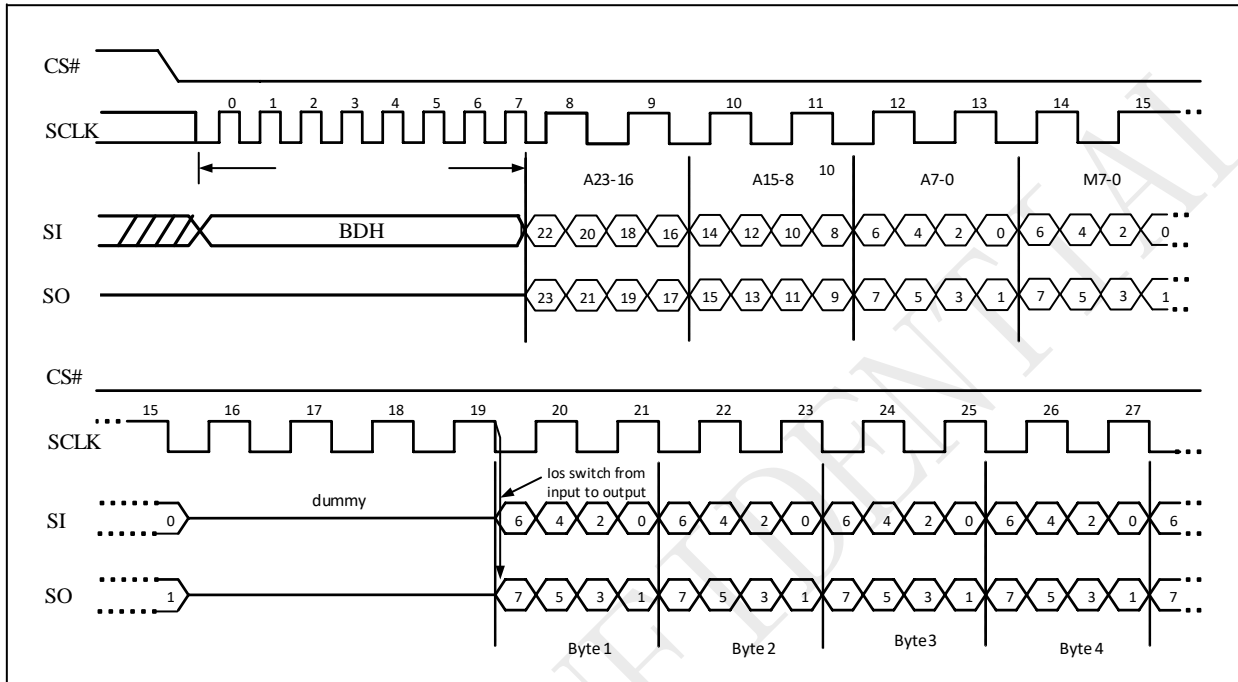 CS#
0 1 2 3 4 5 6 7 8 9 10 11 12 13 14 15
SCLK
A23-16 A15-8 10 A7-0 M7-0
SI BDH 22 20 18 16 14 12 10 8 6 4 2 0 6 4 2 0
SO 23 21 19 17 15 13 11 9 7 5 3 1 7 5 3 1
CS#
15 16 17 18 19 20 21 22 23 24 25 26 27
SCLK
Ios switch from
input to output
dummy
SI 0 6 4 2 0 6 4 2 0 6 4 2 0 6 4 2 0 6
SO 1 7 5 3 1 7 5 3 1 7 5 3 1 7 5 3 1 7
Byte 1 Byte 2 Byte 3 Byte 4